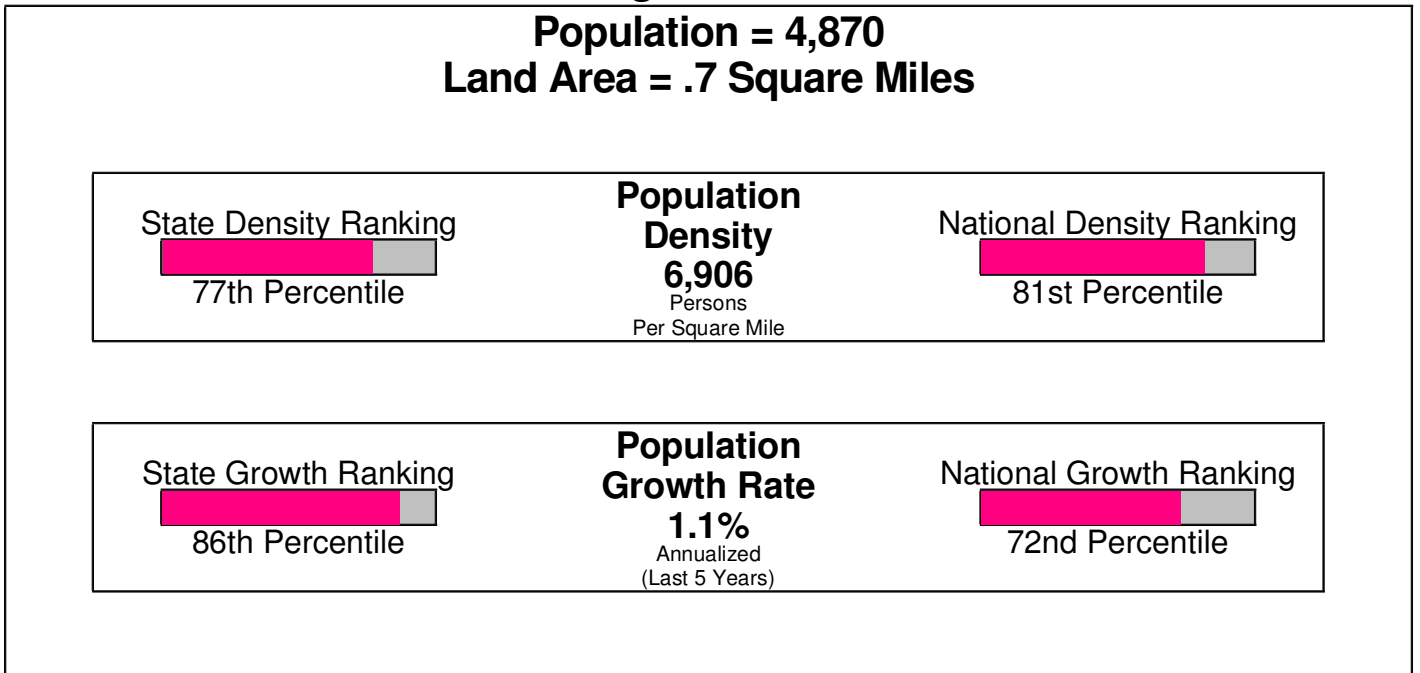 Population = 4,870
Land Area = .7 Square Miles
Population
Density
6,906
Persons
Per Square Mile
State Density Ranking
77th Percentile
National Density Ranking
81st Percentile
Population
Growth Rate
1.1%
Annualized
(Last 5 Years)
State Growth Ranking
86th Percentile
National Growth Ranking
72nd Percentile